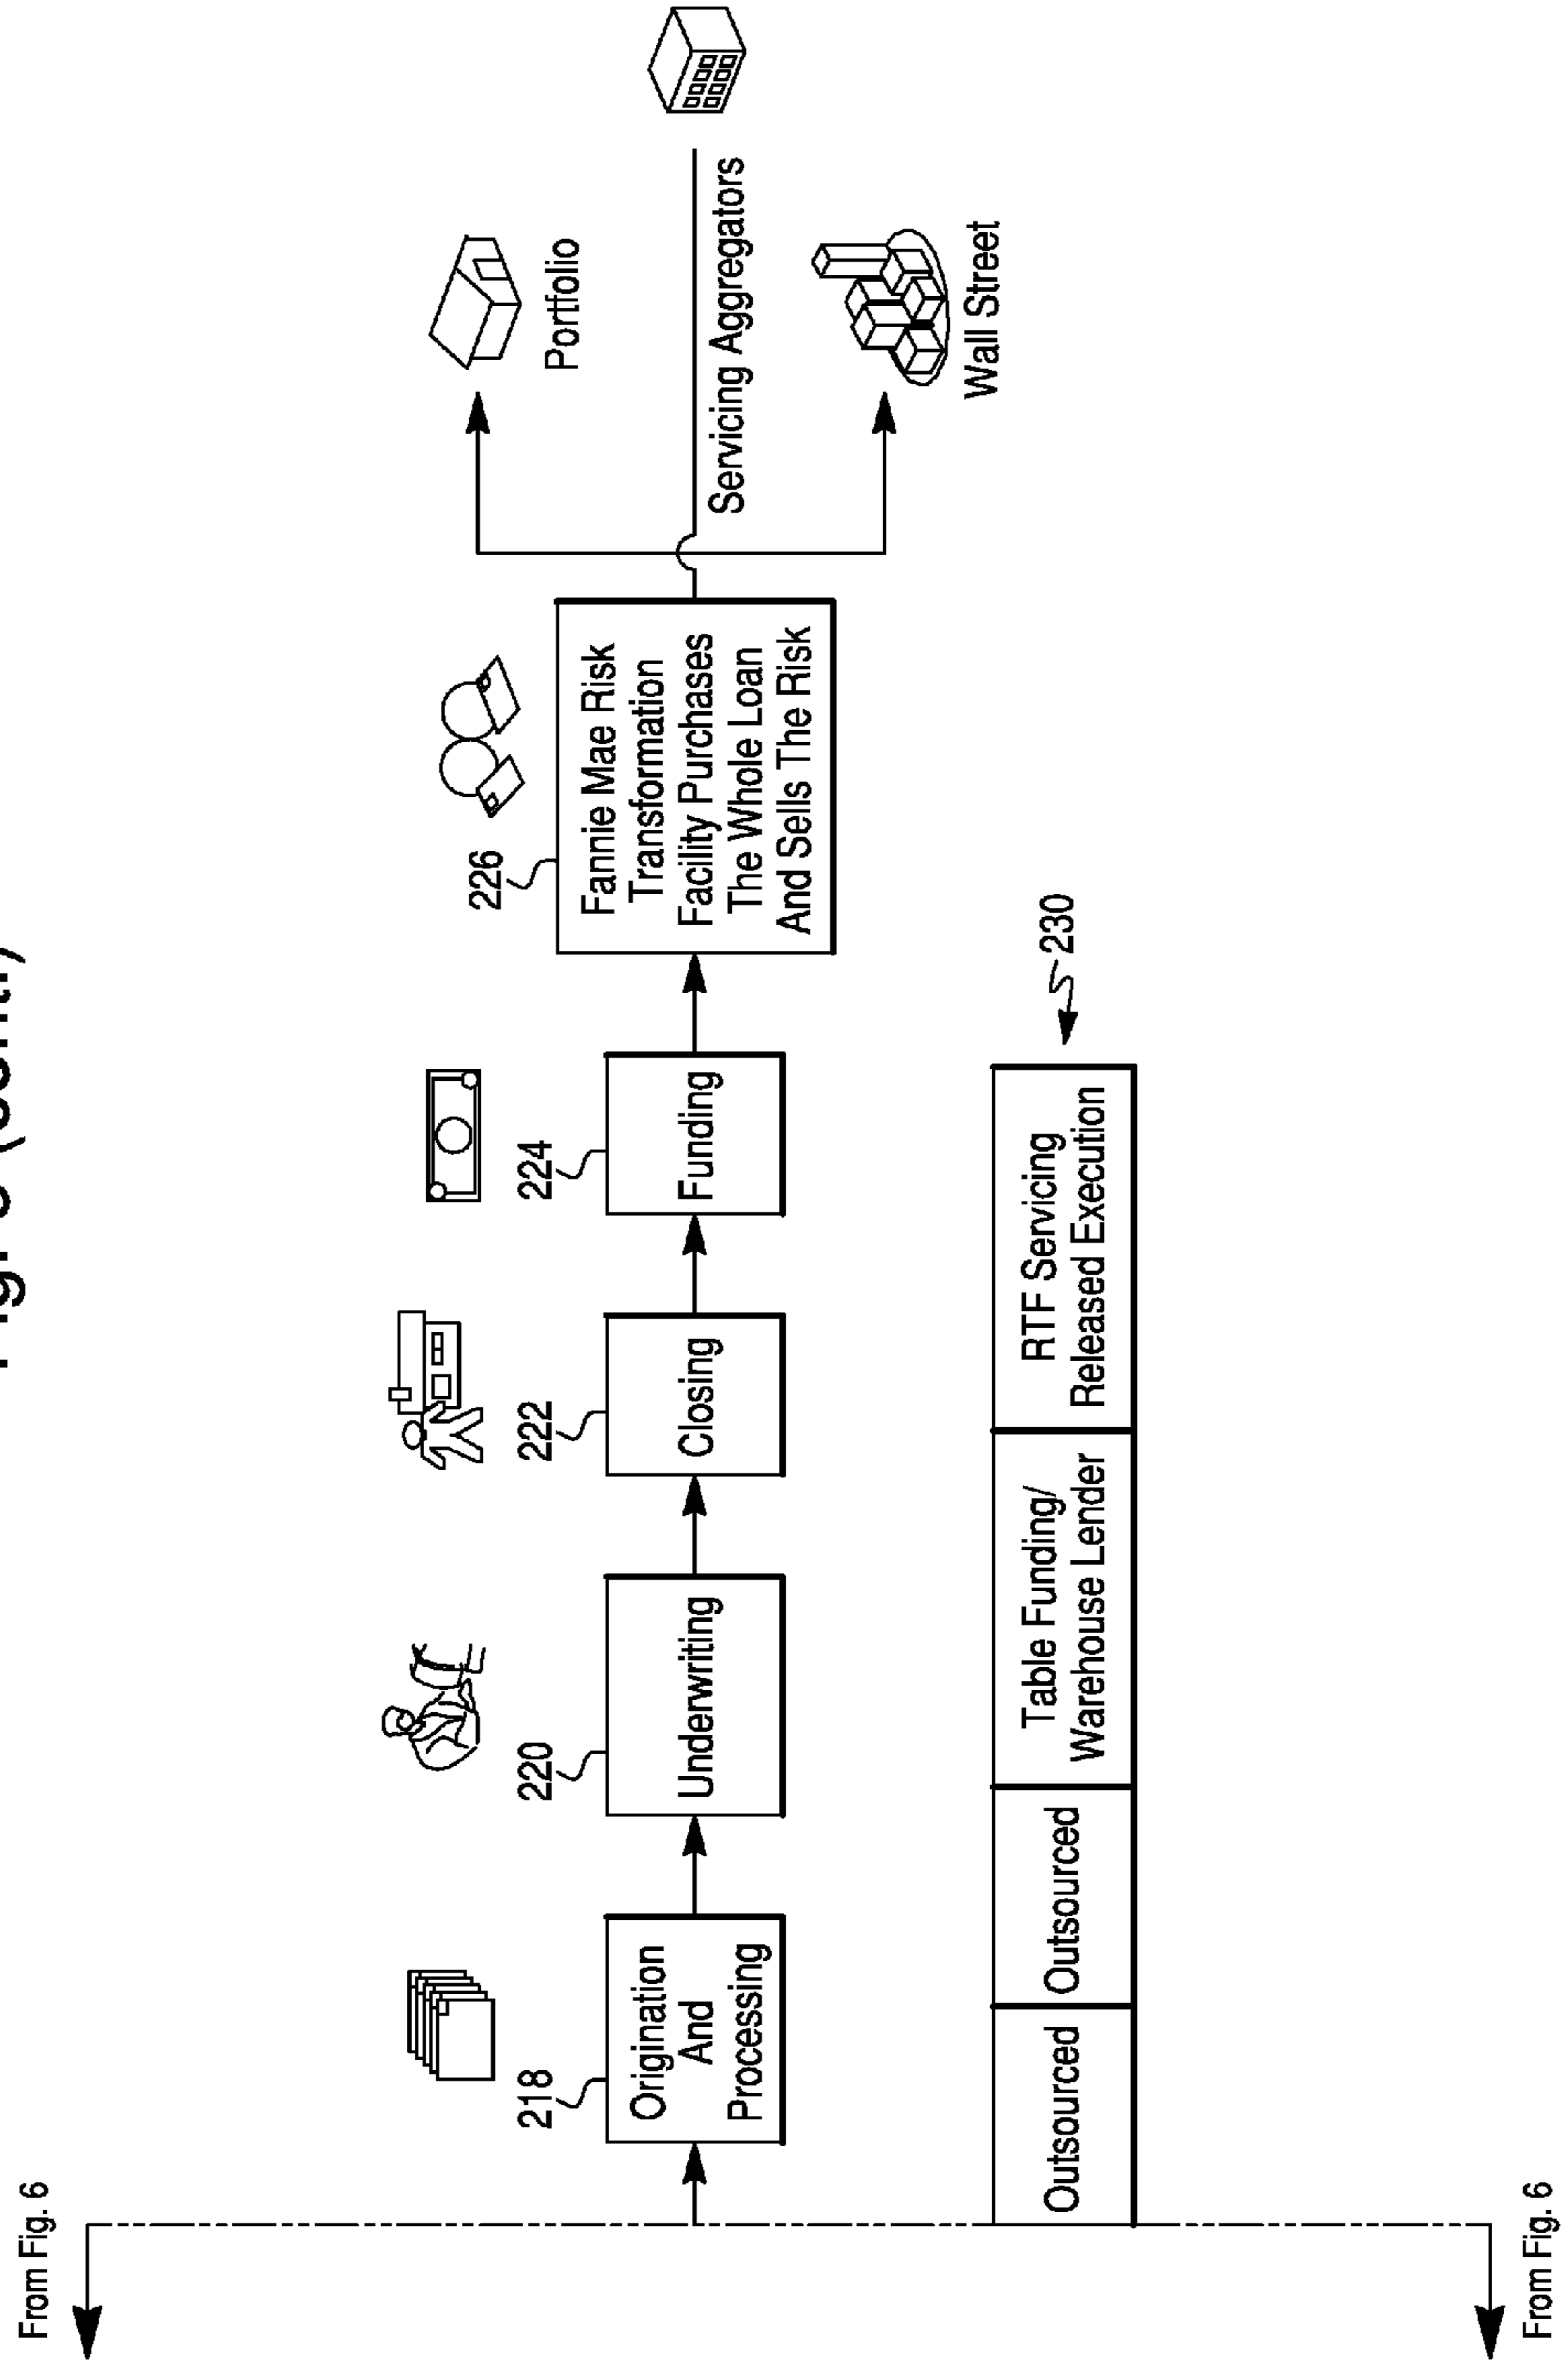 Fig. 6 (cont.)
From Fig. 6
218
Origination
And
Processing
220
Underwriting
222
Closing
224
Funding
226
Fannie Mae Risk
Transformation
Facility Purchases
The Whole Loan
And Sells The Risk
Portfolio
Servicing Aggregators
Wall Street
Outsourced
Outsourced
Table Funding/
Warehouse Lender
RTF Servicing
Released Execution
230
From Fig. 6